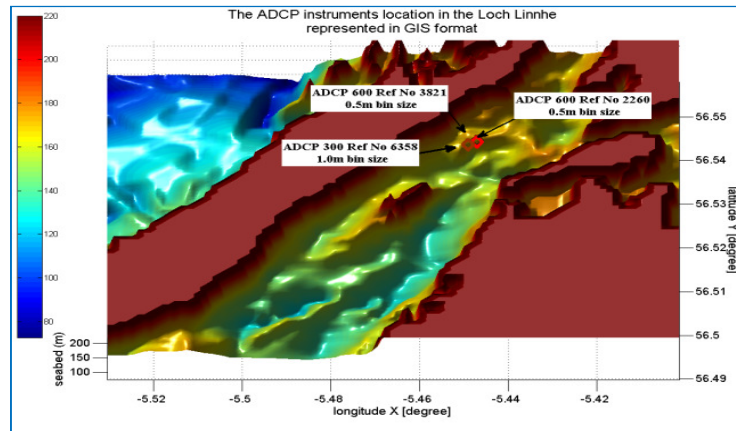 The ADCP instruments location in the Loch Linnhe
represented in GIS format
220
200
180
160
140
120
100
80
ADCP 600 Ref No 3821
0.5m bin size
ADCP 600 Ref No 2260
0.5m bin size
ADCP 300 Ref No 6358
1.0m bin size
56.55
56.54
56.53
56.52
56.51
56.5
56.49
latitude Y [degree]
seabed (m)
200
150
100
-5.52
-5.5
-5.48
-5.46
-5.44
-5.42
longitude X [degree]